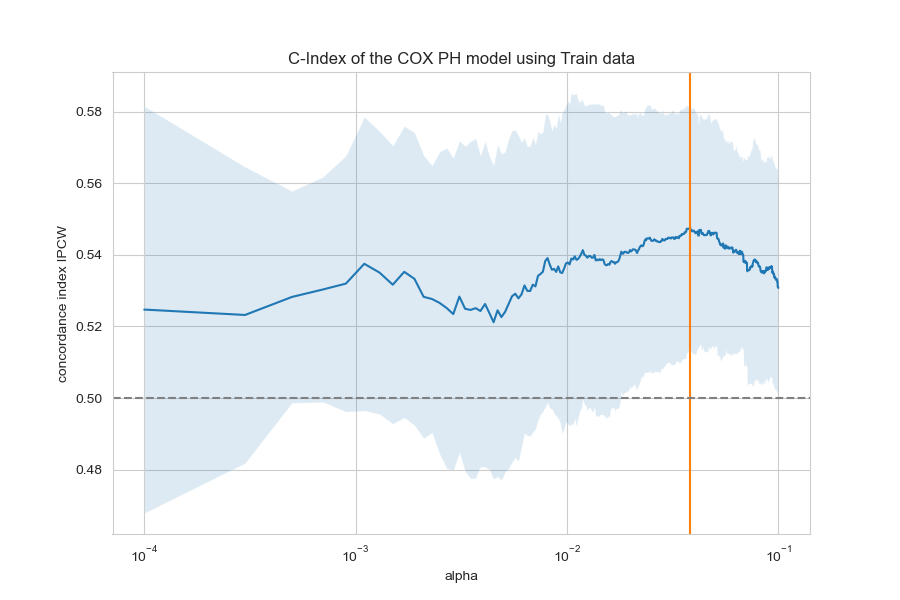 C-Index of the COX PH model using Train data
concordance index IPCW
0.58
0.56
0.54
0.52
0.50
0.48
10⁻⁴ 10⁻³ 10⁻² 10⁻¹
alpha